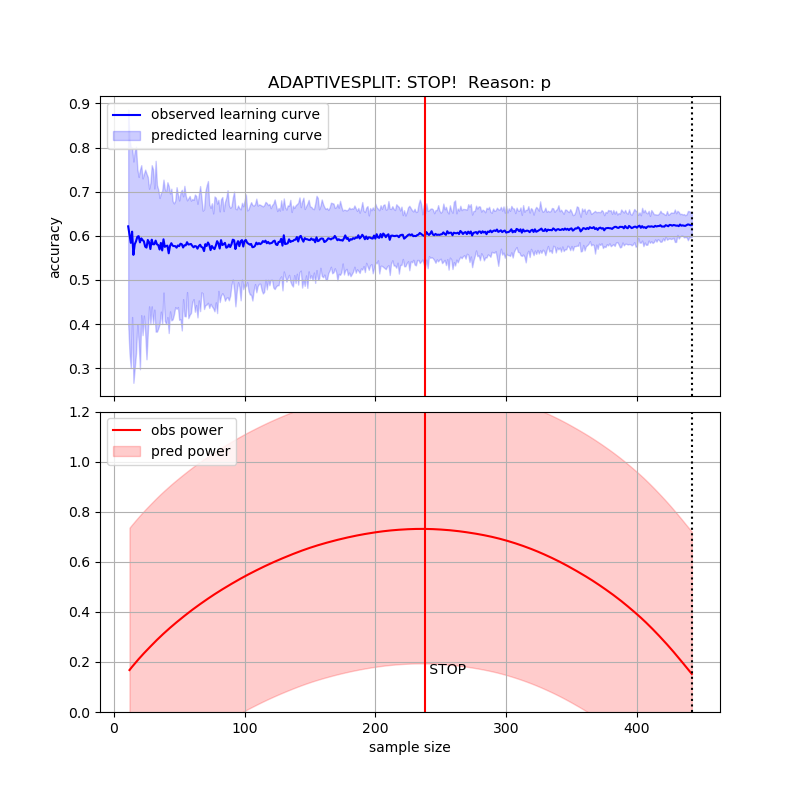 ADAPTIVESPLIT: STOP!  Reason: p
observed learning curve
predicted learning curve
accuracy
0.9
0.8
0.7
0.6
0.5
0.4
0.3
obs power
pred power
1.2
1.0
0.8
0.6
0.4
0.2
0.0
STOP
0
100
200
300
400
sample size